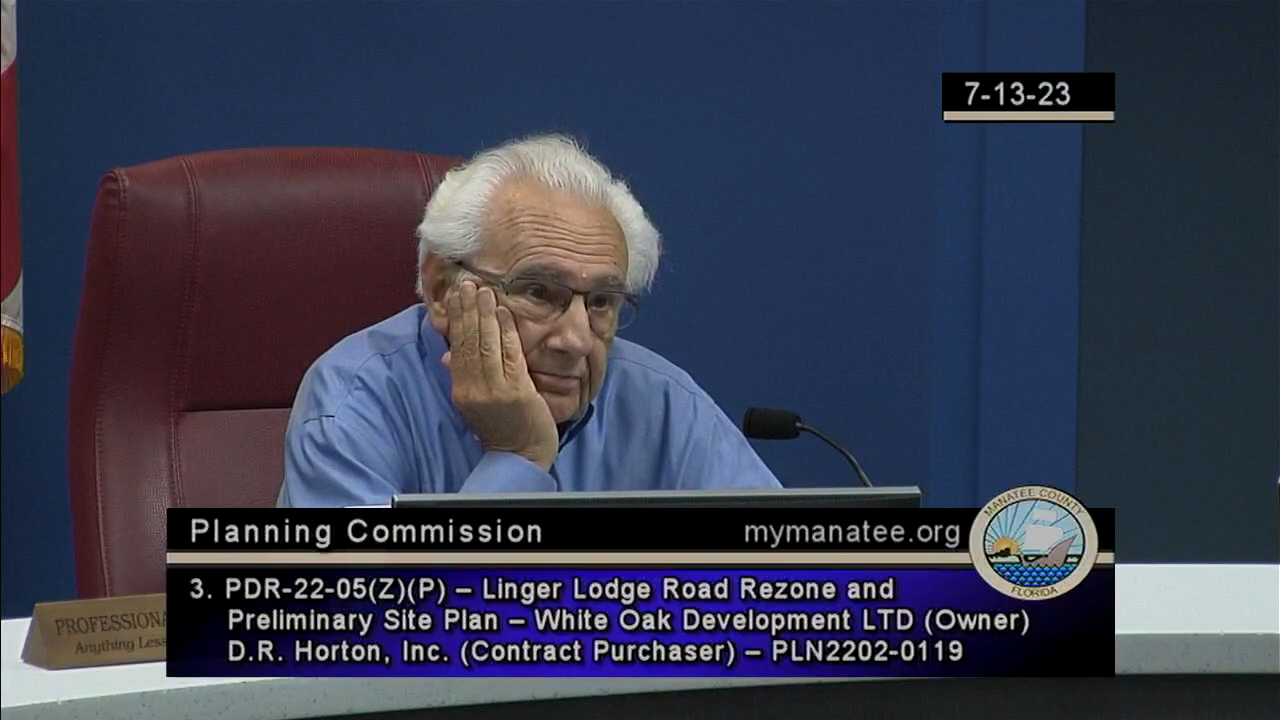 7-13-23
Planning Commission
mymanatee.org
MANATEE COUNTY
FLORIDA
3. PDR-22-05(Z)(P) – Linger Lodge Road Rezone and
Preliminary Site Plan – White Oak Development LTD (Owner)
D.R. Horton, Inc. (Contract Purchaser) – PLN2202-0119
PROFESSIONA
Anything Less